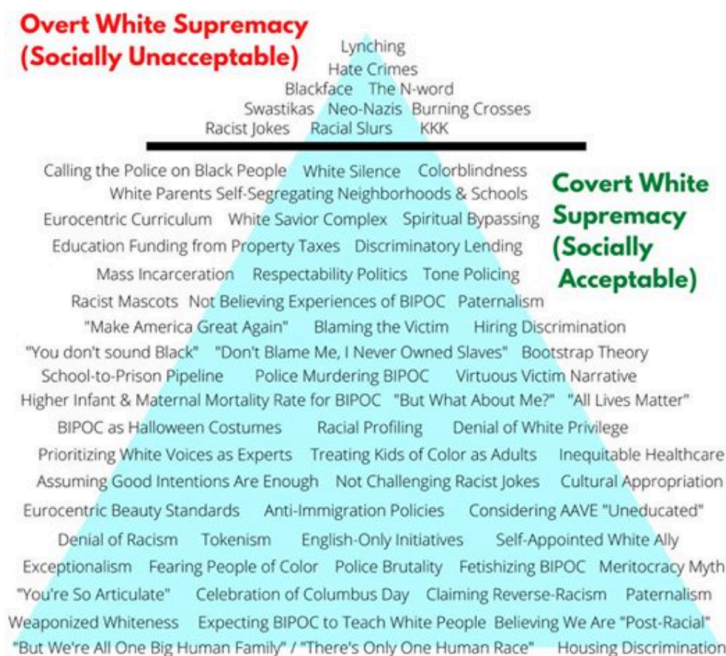 Overt White Supremacy
(Socially Unacceptable)
Lynching
Hate Crimes
Blackface The N-word
Swastikas Neo-Nazis Burning Crosses
Racist Jokes Racial Slurs KKK
Covert White
Supremacy
(Socially
Acceptable)
Calling the Police on Black People White Silence Colorblindness
White Parents Self-Segregating Neighborhoods & Schools
Eurocentric Curriculum White Savior Complex Spiritual Bypassing
Education Funding from Property Taxes Discriminatory Lending
Mass Incarceration Respectability Politics Tone Policing
Racist Mascots Not Believing Experiences of BIPOC Paternalism
"Make America Great Again" Blaming the Victim Hiring Discrimination
"You don't sound Black" "Don't Blame Me, I Never Owned Slaves" Bootstrap Theory
School-to-Prison Pipeline Police Murdering BIPOC Virtuous Victim Narrative
Higher Infant & Maternal Mortality Rate for BIPOC "But What About Me?" "All Lives Matter"
BIPOC as Halloween Costumes Racial Profiling Denial of White Privilege
Prioritizing White Voices as Experts Treating Kids of Color as Adults Inequitable Healthcare
Assuming Good Intentions Are Enough Not Challenging Racist Jokes Cultural Appropriation
Eurocentric Beauty Standards Anti-Immigration Policies Considering AAVE "Uneducated"
Denial of Racism Tokenism English-Only Initiatives Self-Appointed White Ally
Exceptionalism Fearing People of Color Police Brutality Fetishizing BIPOC Meritocracy Myth
"You're So Articulate" Celebration of Columbus Day Claiming Reverse-Racism Paternalism
Weaponized Whiteness Expecting BIPOC to Teach White People Believing We Are "Post-Racial"
"But We're All One Big Human Family" / "There's Only One Human Race" Housing Discrimination